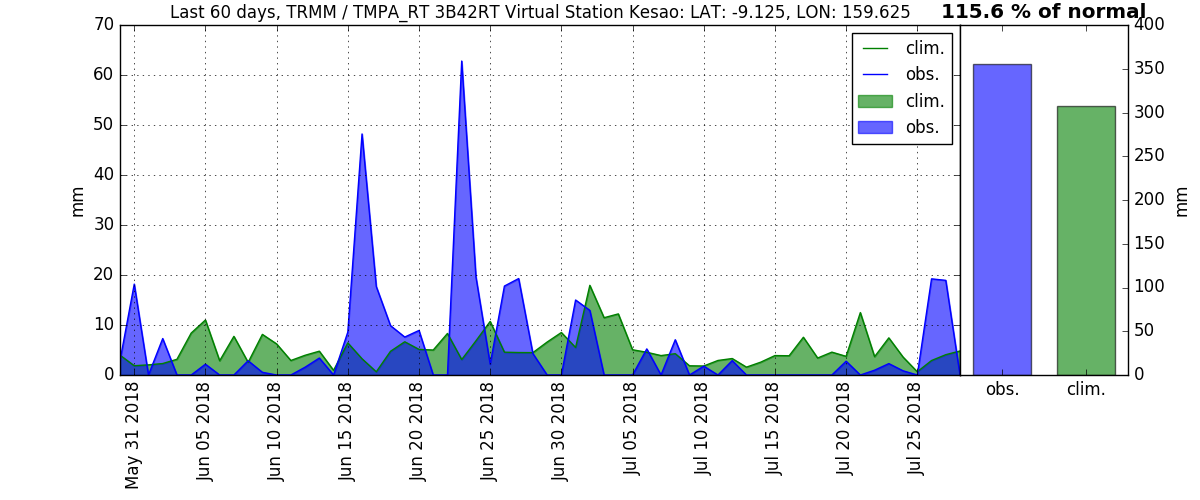 Last 60 days, TRMM / TMPA_RT 3B42RT Virtual Station Kesao: LAT: -9.125, LON: 159.625
115.6 % of normal
mm
70
60
50
40
30
20
10
0
clim.
obs.
clim.
obs.
May 31 2018
Jun 05 2018
Jun 10 2018
Jun 15 2018
Jun 20 2018
Jun 25 2018
Jun 30 2018
Jul 05 2018
Jul 10 2018
Jul 15 2018
Jul 20 2018
Jul 25 2018
400
350
300
250
200
150
100
50
0
mm
obs.
clim.